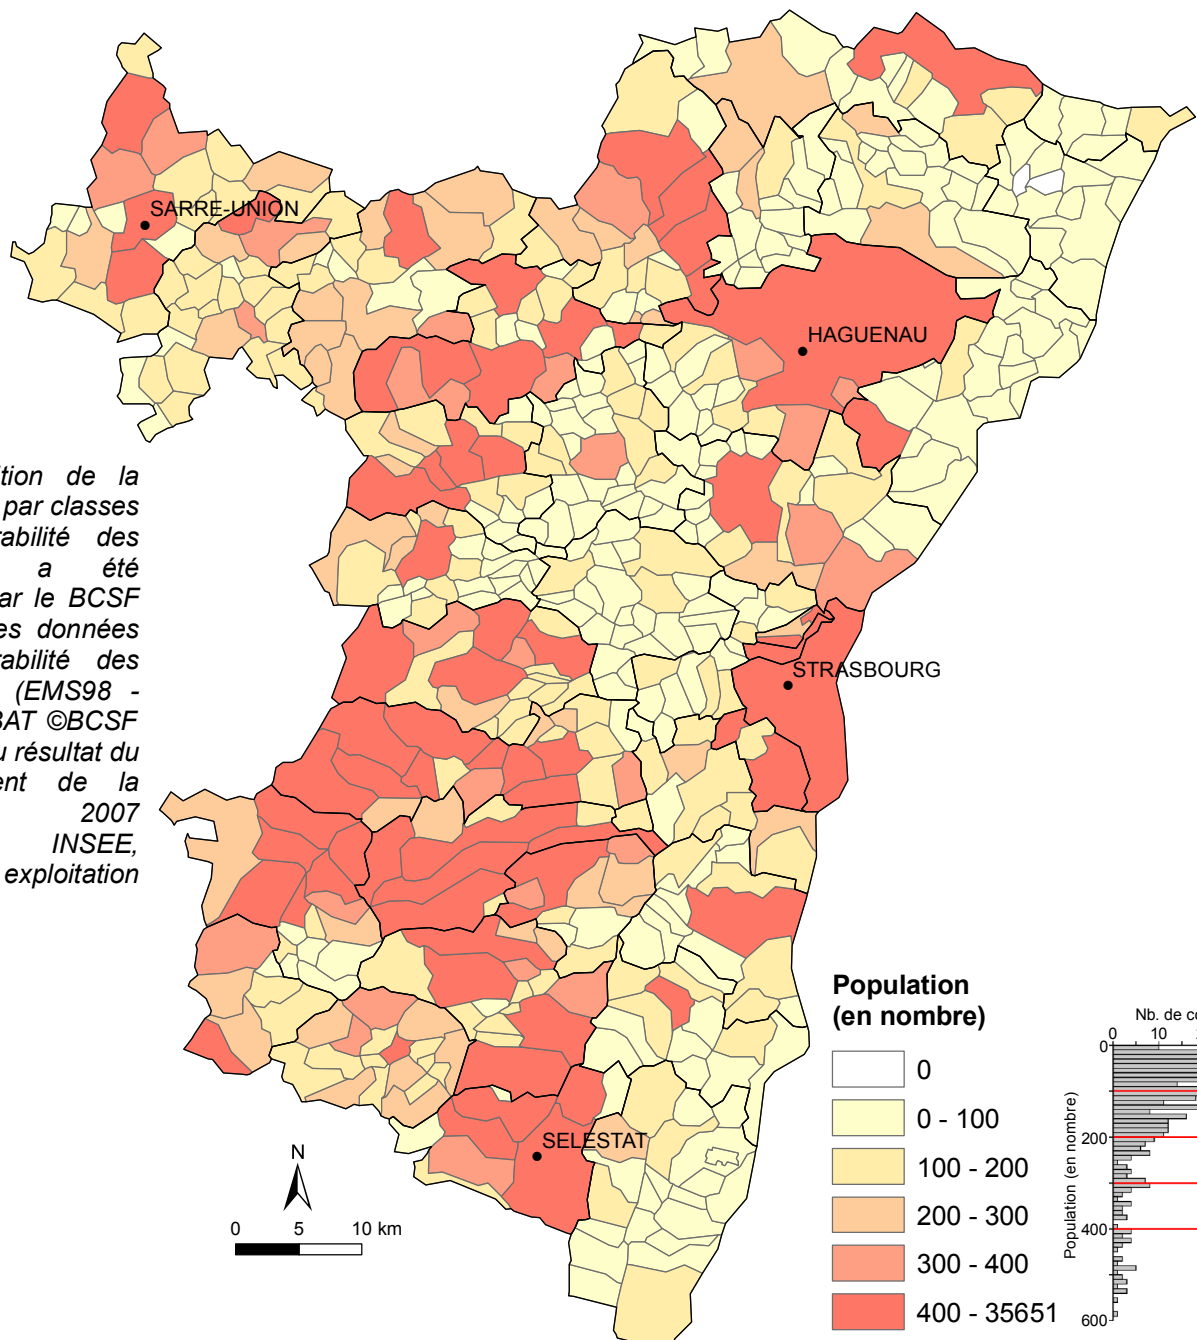 SARRE-UNION
HAGUENAU
tion de la
par classes
rabilité des
a été
ar le BCSF
es données
rabilité des
(EMS98 -
BAT ©BCSF
u résultat du
ent de la
2007
INSEE,
exploitation
STRASBOURG
SELESTAT
N
0 5 10 km
Population
(en nombre)
0
0 - 100
100 - 200
200 - 300
300 - 400
400 - 35651
Nb. de co
0 10
Population (en nombre)
0
200
400
600